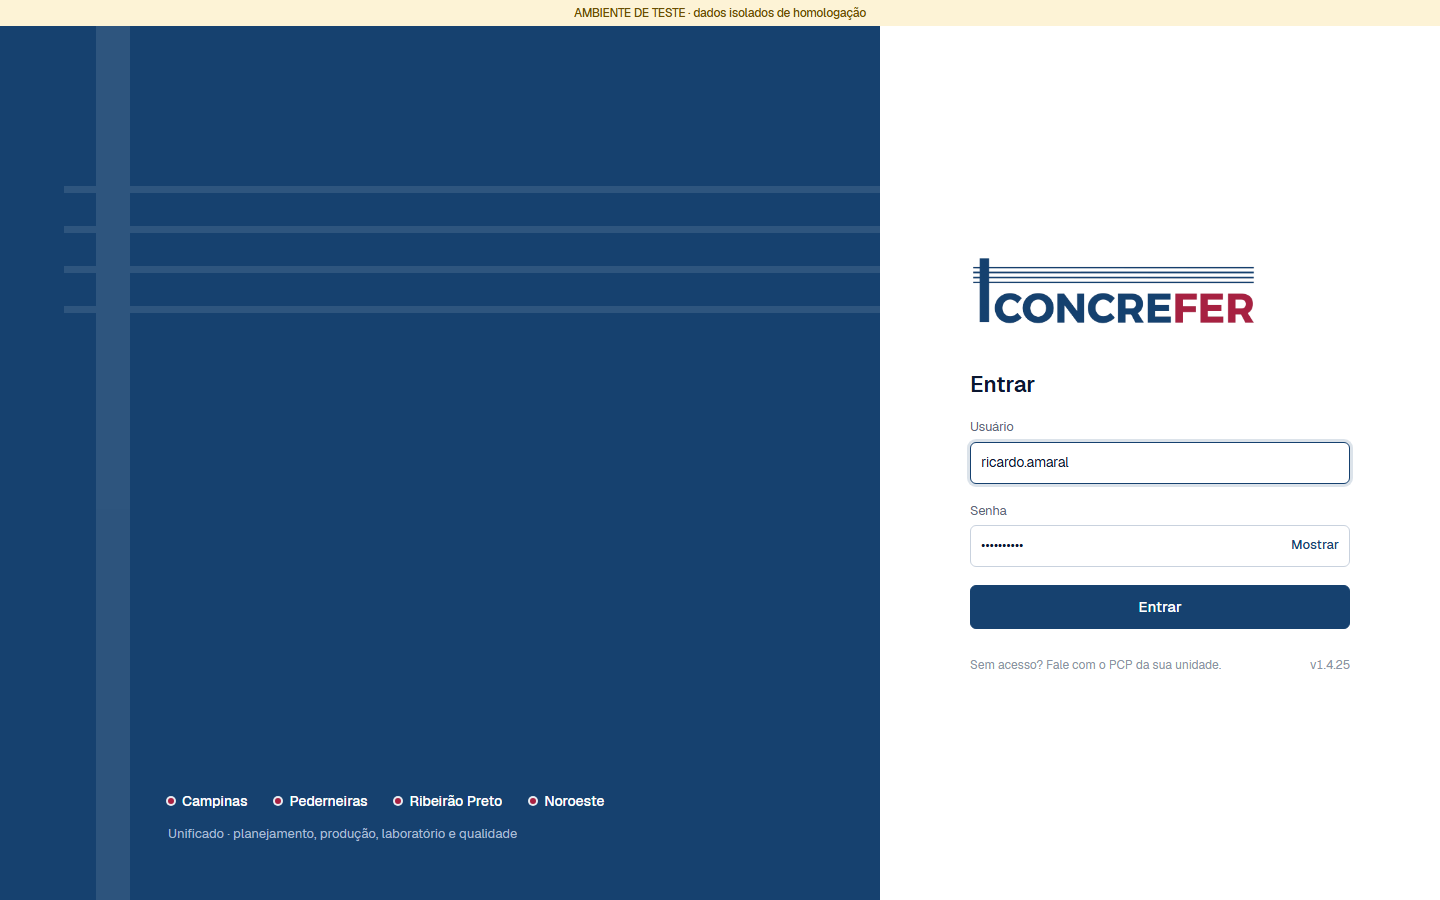 AMBIENTE DE TESTE · dados isolados de homologação
CONCREFER
Entrar
Usuário
ricardo.amaral
Senha
••••••••••
Mostrar
Entrar
Sem acesso? Fale com o PCP da sua unidade.
v1.4.25
Campinas
Pederneiras
Ribeirão Preto
Noroeste
Unificado · planejamento, produção, laboratório e qualidade